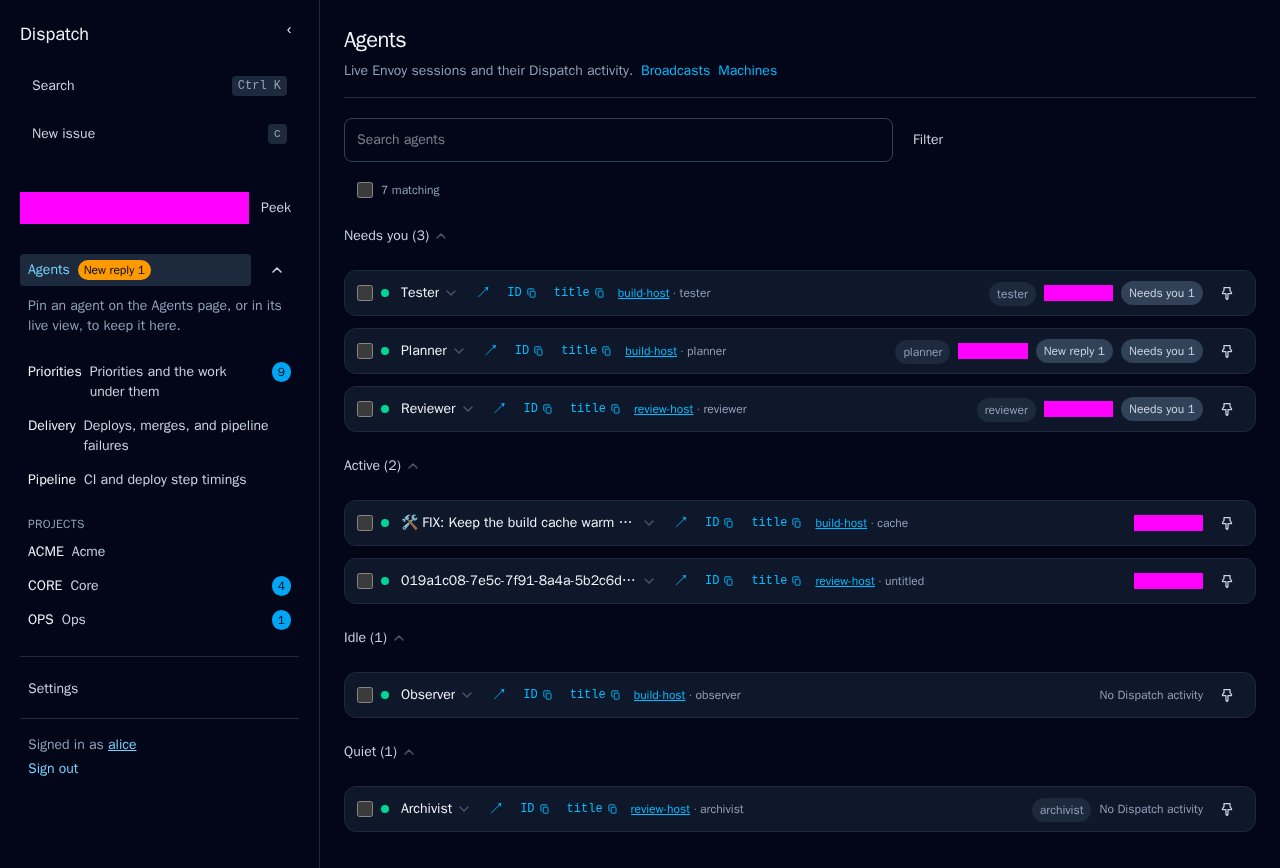 Dispatch
Search Ctrl K
New issue C
Peek
Agents New reply 1
Pin an agent on the Agents page, or in its
live view, to keep it here.
Priorities Priorities and the work
under them 9
Delivery Deploys, merges, and pipeline
failures
Pipeline CI and deploy step timings
PROJECTS
ACME Acme
CORE Core 4
OPS Ops 1
Settings
Signed in as alice
Sign out
Agents
Live Envoy sessions and their Dispatch activity. Broadcasts Machines
Search agents Filter
7 matching
Needs you (3)
Tester ID title build-host · tester tester Needs you 1
Planner ID title build-host · planner planner New reply 1 Needs you 1
Reviewer ID title review-host · reviewer reviewer Needs you 1
Active (2)
🛠️ FIX: Keep the build cache warm ⋯ ID title build-host · cache
019a1c08-7e5c-7f91-8a4a-5b2c6d⋯ ID title review-host · untitled
Idle (1)
Observer ID title build-host · observer No Dispatch activity
Quiet (1)
Archivist ID title review-host · archivist archivist No Dispatch activity